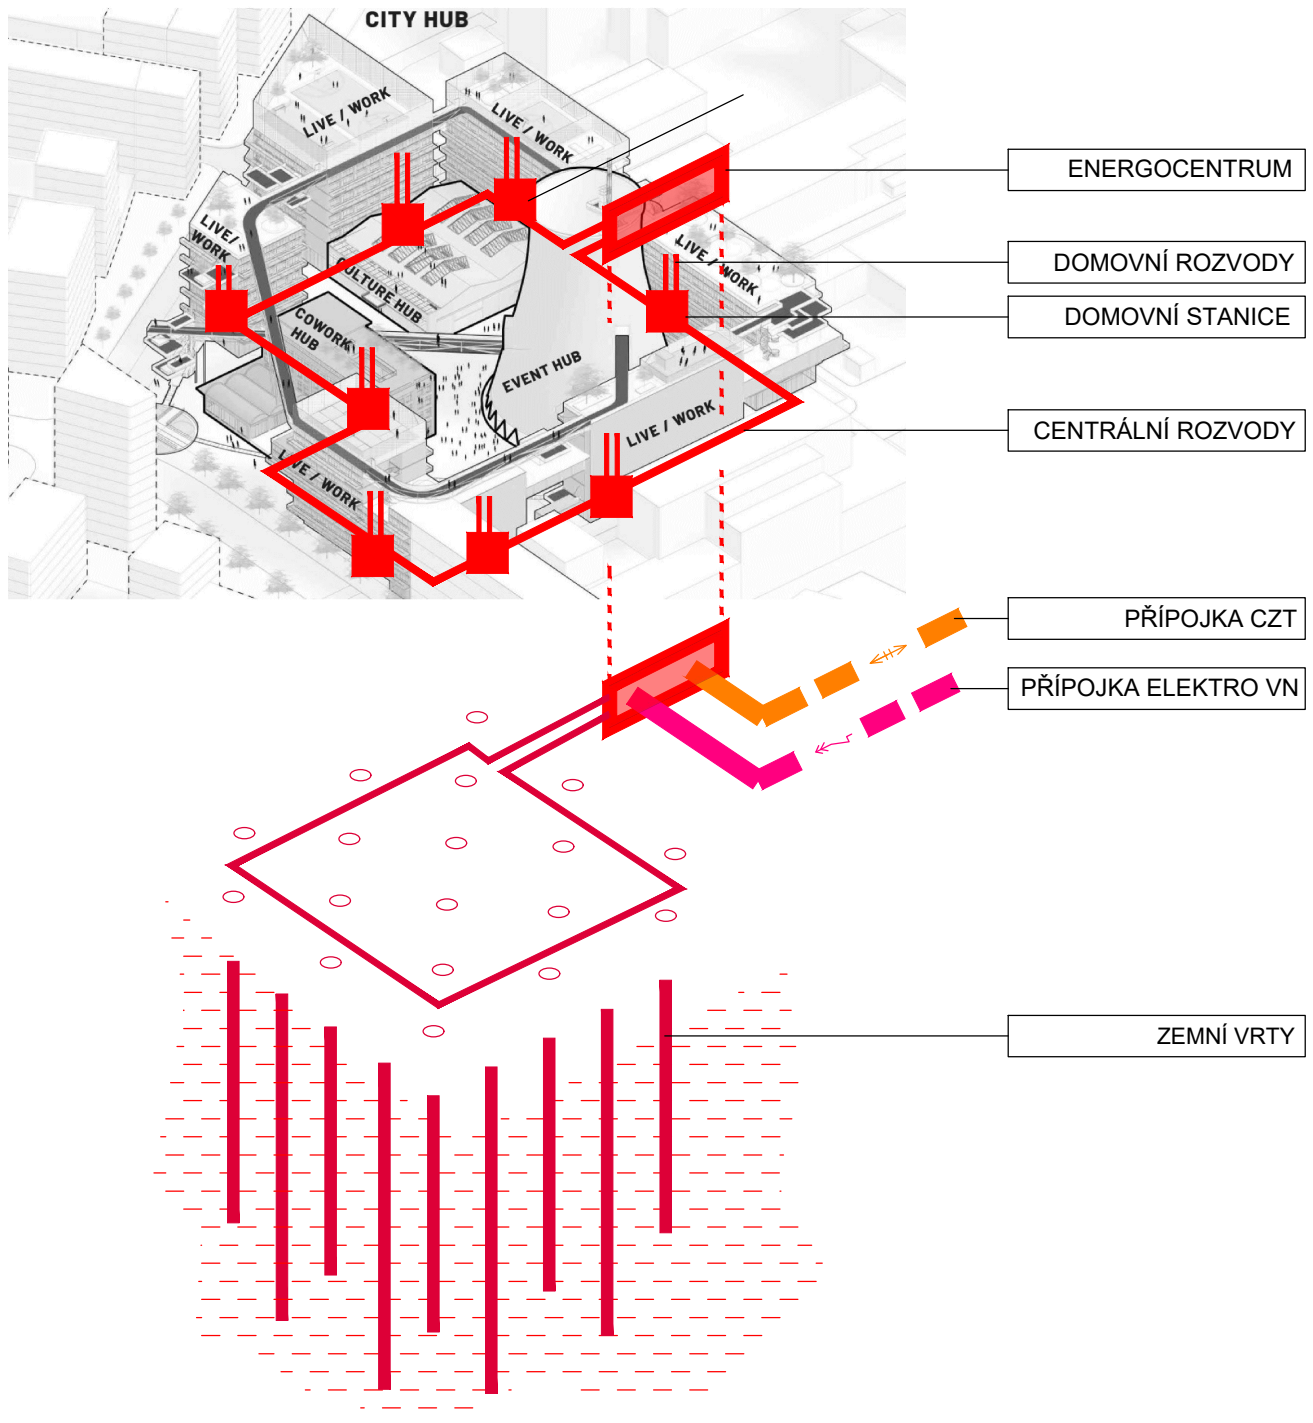 CITY HUB
LIVE / WORK
LIVE / WORK
ENERGOCENTRUM
LIVE/
WORK
LIVE / WORK
DOMOVNÍ ROZVODY
CULTURE HUB
DOMOVNÍ STANICE
COWORK
HUB
EVENT HUB
LIVE / WORK
CENTRÁLNÍ ROZVODY
LIVE / WORK
PŘÍPOJKA CZT
PŘÍPOJKA ELEKTRO VN
ZEMNÍ VRTY